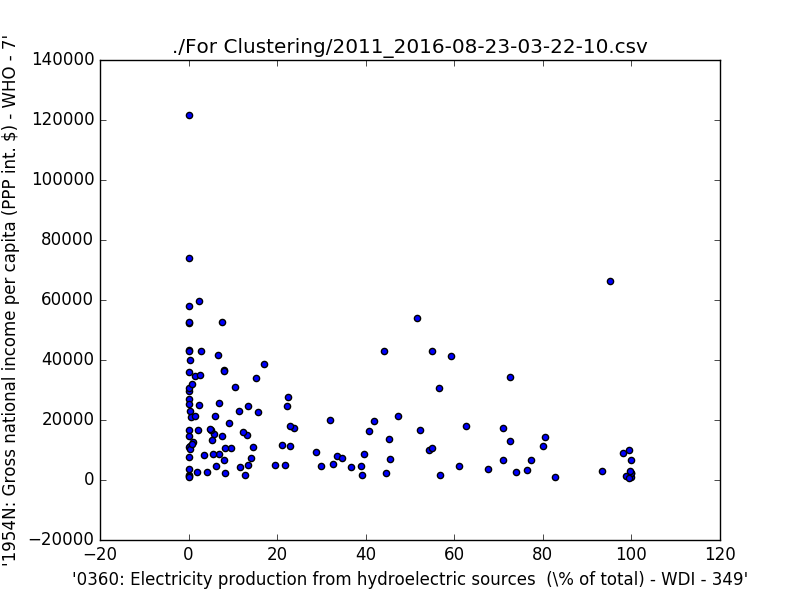 ./For Clustering/2011_2016-08-23-03-22-10.csv
'1954N: Gross national income per capita (PPP int. $) - WHO - 7'
140000
120000
100000
80000
60000
40000
20000
0
−20000
−20 0 20 40 60 80 100 120
'0360: Electricity production from hydroelectric sources (\% of total) - WDI - 349'